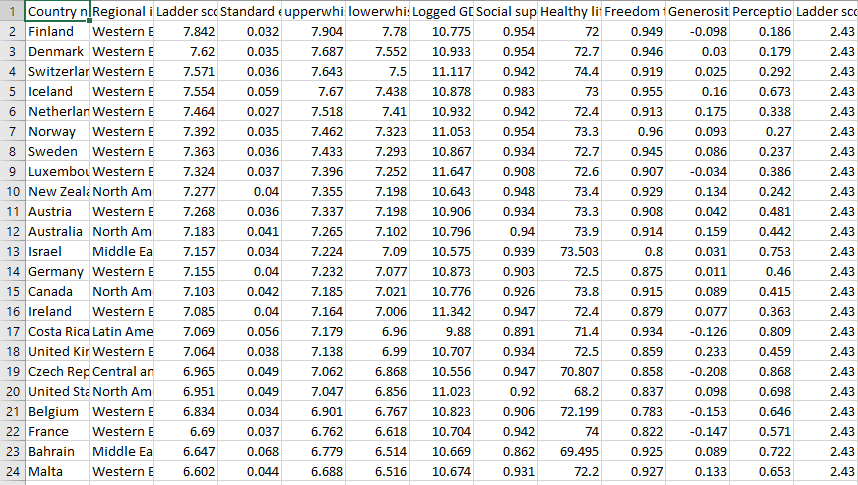 1 Country n Regional i Ladder sco Standard e upperwhi lowerwhi Logged GD Social sup Healthy lif Freedom t Generosit Perceptio Ladder sco
2 Finland Western E 7.842 0.032 7.904 7.78 10.775 0.954 72 0.949 -0.098 0.186 2.43
3 Denmark Western E 7.62 0.035 7.687 7.552 10.933 0.954 72.7 0.946 0.03 0.179 2.43
4 Switzerlar Western E 7.571 0.036 7.643 7.5 11.117 0.942 74.4 0.919 0.025 0.292 2.43
5 Iceland Western E 7.554 0.059 7.67 7.438 10.878 0.983 73 0.955 0.16 0.673 2.43
6 Netherlan Western E 7.464 0.027 7.518 7.41 10.932 0.942 72.4 0.913 0.175 0.338 2.43
7 Norway Western E 7.392 0.035 7.462 7.323 11.053 0.954 73.3 0.96 0.093 0.27 2.43
8 Sweden Western E 7.363 0.036 7.433 7.293 10.867 0.934 72.7 0.945 0.086 0.237 2.43
9 Luxembou Western E 7.324 0.037 7.396 7.252 11.647 0.908 72.6 0.907 -0.034 0.386 2.43
10 New Zeala North Am 7.277 0.04 7.355 7.198 10.643 0.948 73.4 0.929 0.134 0.242 2.43
11 Austria Western E 7.268 0.036 7.337 7.198 10.906 0.934 73.3 0.908 0.042 0.481 2.43
12 Australia North Am 7.183 0.041 7.265 7.102 10.796 0.94 73.9 0.914 0.159 0.442 2.43
13 Israel Middle Ea 7.157 0.034 7.224 7.09 10.575 0.939 73.503 0.8 0.031 0.753 2.43
14 Germany Western E 7.155 0.04 7.232 7.077 10.873 0.903 72.5 0.875 0.011 0.46 2.43
15 Canada North Am 7.103 0.042 7.185 7.021 10.776 0.926 73.8 0.915 0.089 0.415 2.43
16 Ireland Western E 7.085 0.04 7.164 7.006 11.342 0.947 72.4 0.879 0.077 0.363 2.43
17 Costa Rica Latin Ame 7.069 0.056 7.179 6.96 9.88 0.891 71.4 0.934 -0.126 0.809 2.43
18 United Kin Western E 7.064 0.038 7.138 6.99 10.707 0.934 72.5 0.859 0.233 0.459 2.43
19 Czech Rep Central an 6.965 0.049 7.062 6.868 10.556 0.947 70.807 0.858 -0.208 0.868 2.43
20 United Sta North Am 6.951 0.049 7.047 6.856 11.023 0.92 68.2 0.837 0.098 0.698 2.43
21 Belgium Western E 6.834 0.034 6.901 6.767 10.823 0.906 72.199 0.783 -0.153 0.646 2.43
22 France Western E 6.69 0.037 6.762 6.618 10.704 0.942 74 0.822 -0.147 0.571 2.43
23 Bahrain Middle Ea 6.647 0.068 6.779 6.514 10.669 0.862 69.495 0.925 0.089 0.722 2.43
24 Malta Western E 6.602 0.044 6.688 6.516 10.674 0.931 72.2 0.927 0.133 0.653 2.43